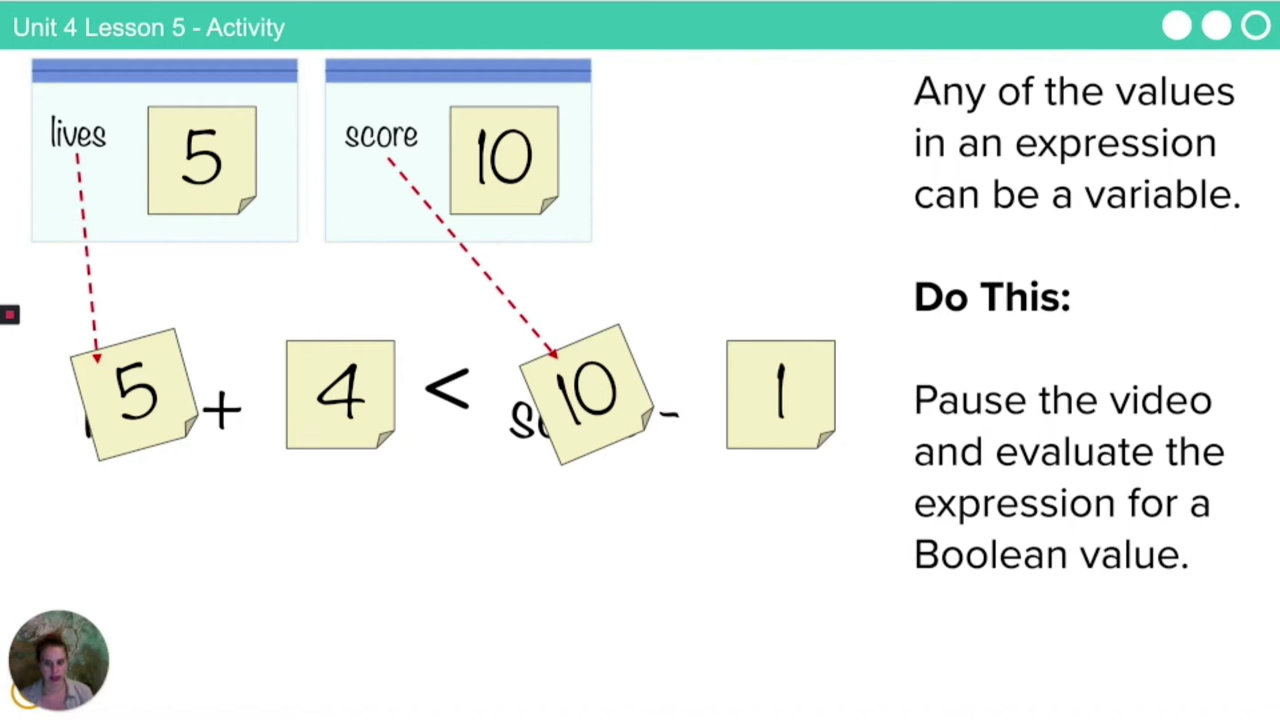 Unit 4 Lesson 5 - Activity
lives 5
score 10
5 + 4 < 10 - 1
Any of the values
in an expression
can be a variable.
Do This:
Pause the video
and evaluate the
expression for a
Boolean value.